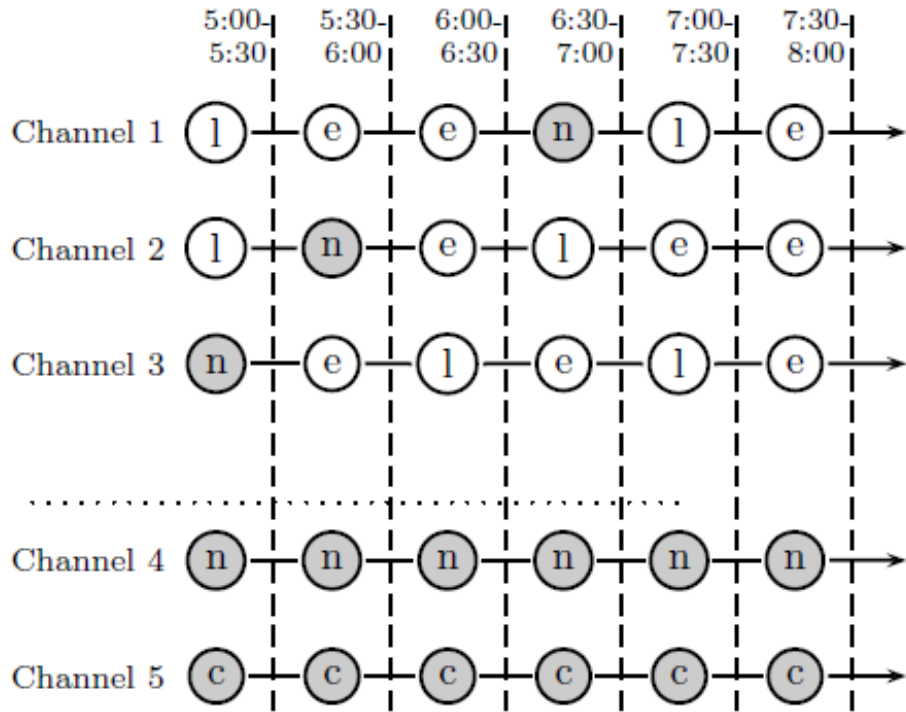 5:00- 5:30- 6:00- 6:30- 7:00- 7:30-
5:30 6:00 6:30 7:00 7:30 8:00
Channel 1 l e e n l e
Channel 2 l n e l e e
Channel 3 n e l e l e
Channel 4 n n n n n n
Channel 5 c c c c c c